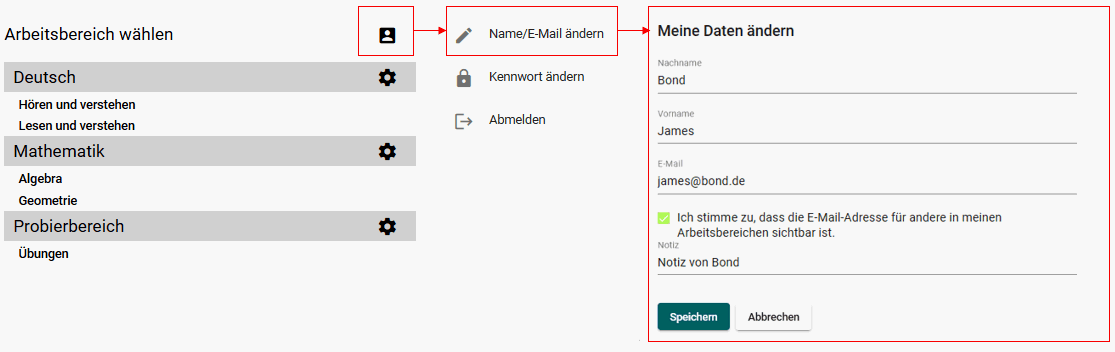 Arbeitsbereich wählen
Deutsch
Hören und verstehen
Lesen und verstehen
Mathematik
Algebra
Geometrie
Probierbereich
Übungen
Name/E-Mail ändern
Kennwort ändern
Abmelden
Meine Daten ändern
Nachname
Bond
Vorname
James
E-Mail
james@bond.de
Ich stimme zu, dass die E-Mail-Adresse für andere in meinen
Arbeitsbereichen sichtbar ist.
Notiz
Notiz von Bond
Speichern
Abbrechen